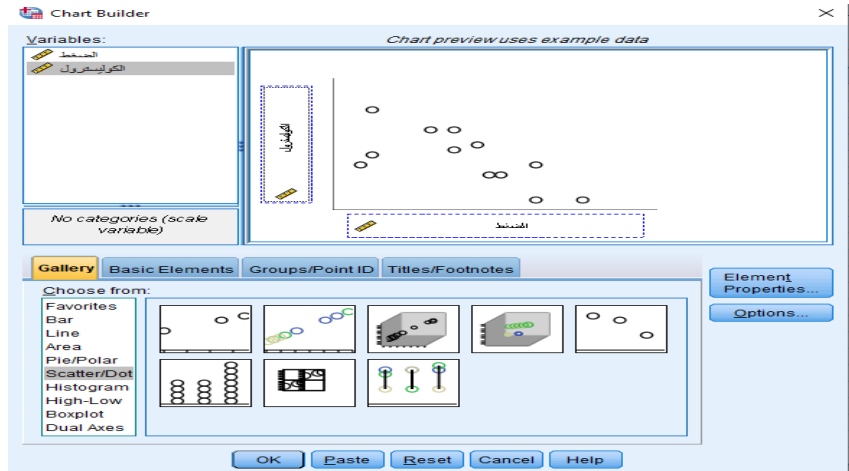 Chart Builder
Variables:
Chart preview uses example data
الضغط
الكوليسترول
الكوليسترول
No categories (scale
variable)
الضغط
Gallery
Basic Elements
Groups/Point ID
Titles/Footnotes
Choose from:
Favorites
Bar
Line
Area
Pie/Polar
Scatter/Dot
Histogram
High-Low
Boxplot
Dual Axes
Element
Properties...
Options...
OK
Paste
Reset
Cancel
Help